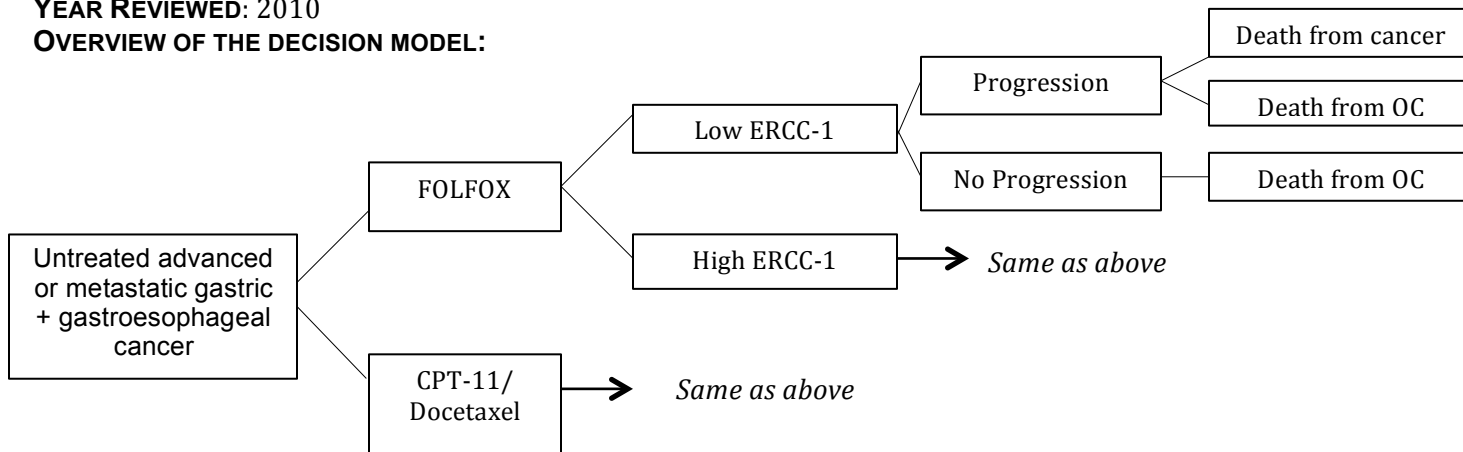 YEAR REVIEWED: 2010
OVERVIEW OF THE DECISION MODEL:
Untreated advanced
or metastatic gastric
+ gastroesophageal
cancer
FOLFOX
CPT-11/
Docetaxel
Same as above
Low ERCC-1
High ERCC-1
Same as above
Progression
No Progression
Death from cancer
Death from OC
Death from OC